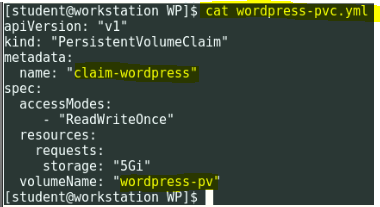 [student@workstation WP]$ cat wordpress-pvc.yml
apiVersion: "v1"
kind: "PersistentVolumeClaim"
metadata:
  name: "claim-wordpress"
spec:
  accessModes:
     - "ReadWriteOnce"
  resources:
    requests:
     storage: "5Gi"
  volumeName: "wordpress-pv"
[student@workstation WP]$